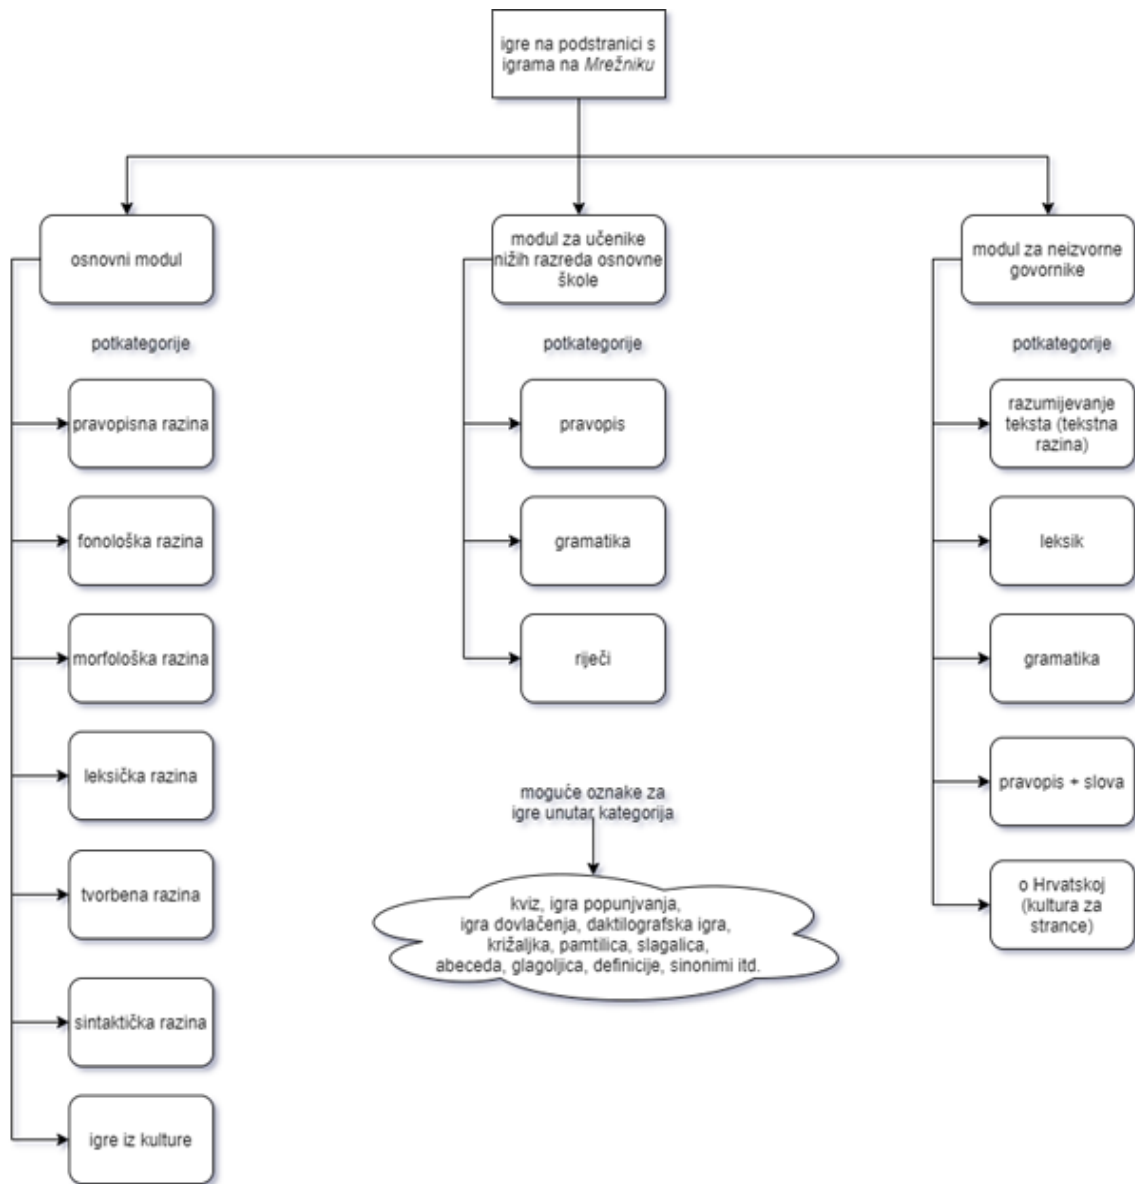 igre na podstranici s
igrama na Mrežniku
osnovni modul
potkategorije
pravopisna razina
fonološka razina
morfološka razina
leksička razina
tvorbena razina
sintaktička razina
igre iz kulture
modul za učenike
nižih razreda osnovne
škole
potkategorije
pravopis
gramatika
riječi
moguće oznake za
igre unutar kategorija
kviz, igra popunjvanja,
igra dovlačenja, daktilografska igra,
križaljka, pamtilica, slagalica,
abeceda, glagoljica, definicije, sinonimi itd.
modul za neizvorne
govornike
potkategorije
razumijevanje
teksta (tekstna
razina)
leksik
gramatika
pravopis + slova
o Hrvatskoj
(kultura za
strance)